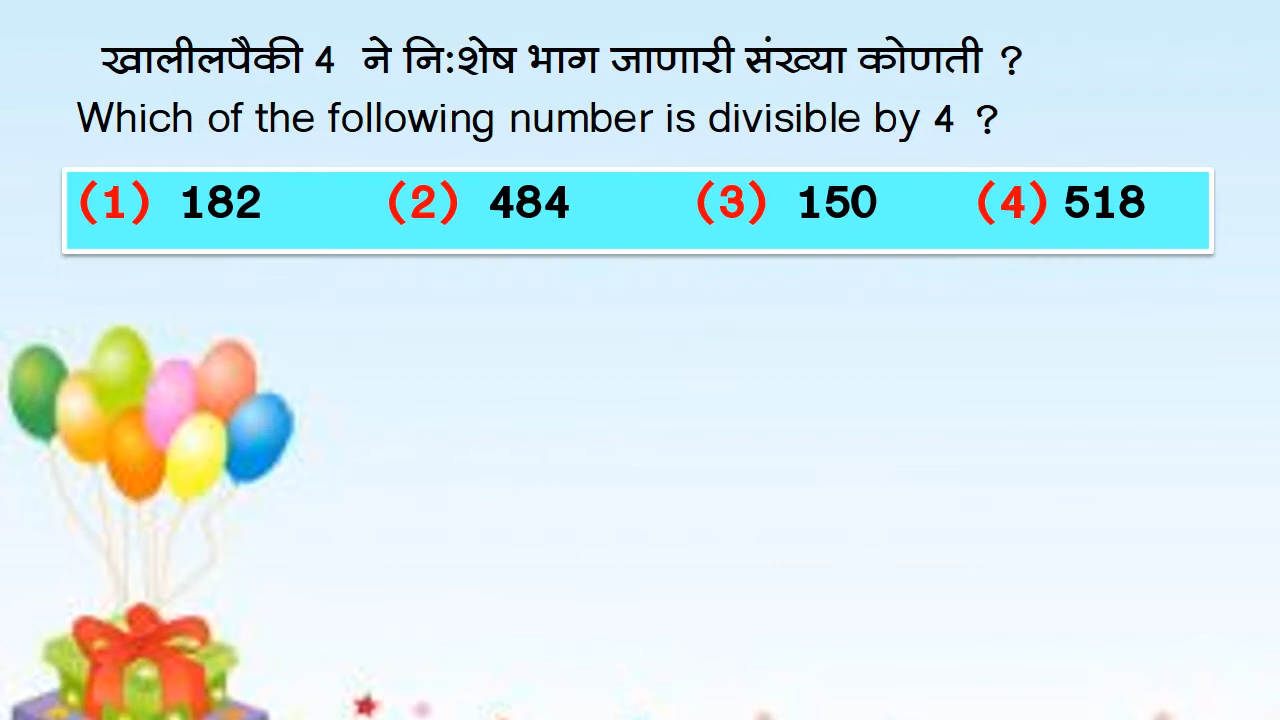 खालीलपैकी 4 ने नि:शेष भाग जाणारी संख्या कोणती ?
Which of the following number is divisible by 4 ?
(1) 182 (2) 484 (3) 150 (4) 518